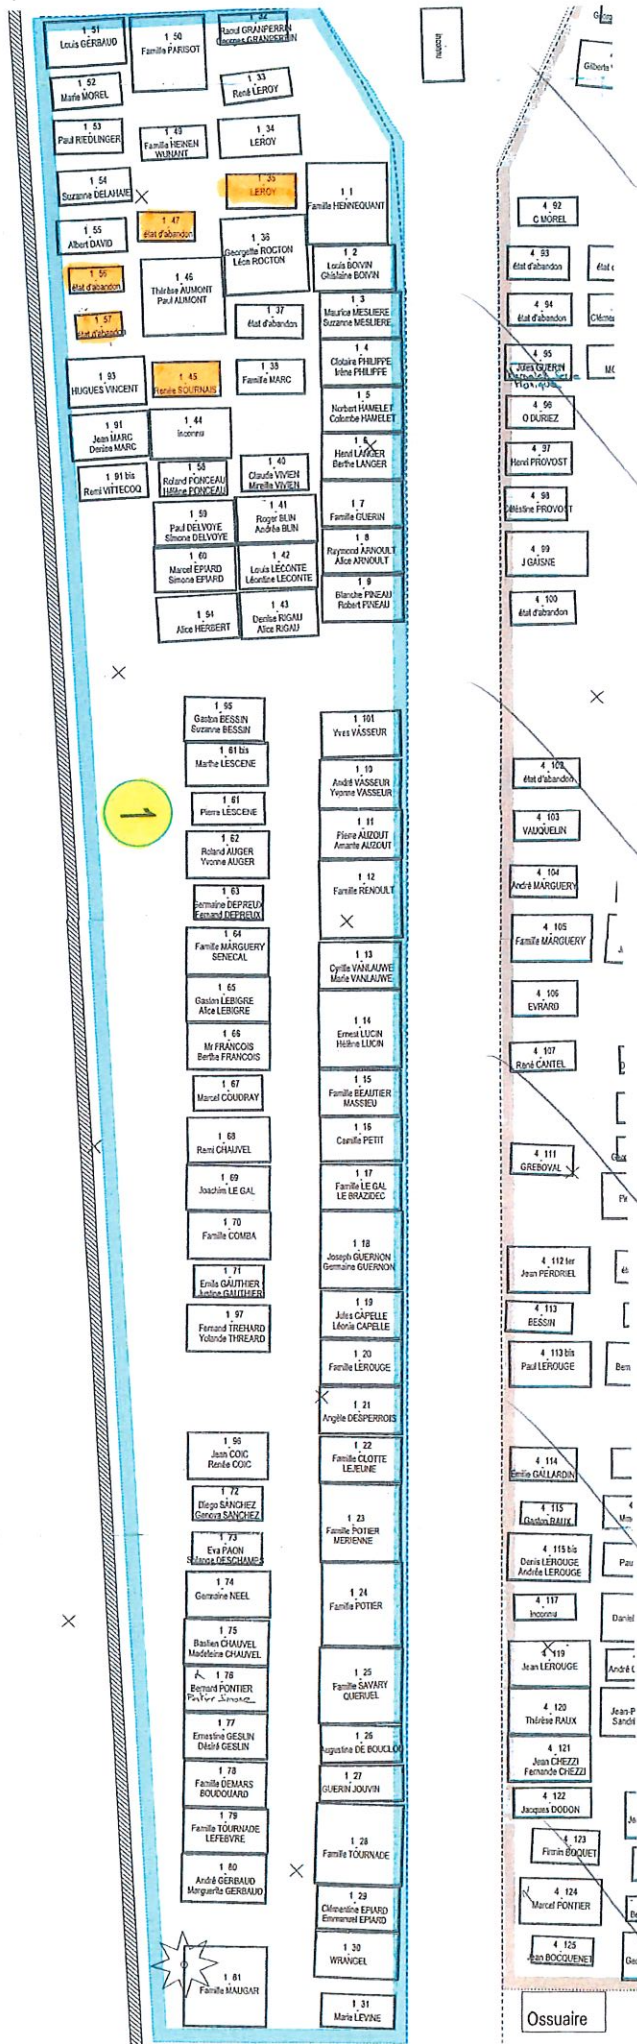 1 51
Louis GERBAUD
1 50
Famille PARISOT
1 32
Raoul GRANPERRIN
Georges GRANPERRIN
inconnu
1 52
Marie MOREL
1 33
René LEROY
1 53
Paul RIEDLINGER
1 49
Famille HEINEN
WUNANT
1 34
LEROY
1 54
Suzanne DELAHAIE
1 35
LEROY
1 1
Famille HENNEQUANT
1 47
état d'abandon
1 55
Albert DAVID
1 36
Georgette ROCTON
Léon ROCTON
1 2
Louis BOIVIN
Ghislaine BOIVIN
1 56
état d'abandon
1 46
Thérèse AUMONT
Paul AUMONT
1 57
état d'abandon
1 37
état d'abandon
1 3
Maurice MESLIERE
Suzanne MESLIERE
1 4
Clotaire PHILIPPE
Irène PHILIPPE
1 93
HUGUES VINCENT
1 45
Renée SOURNAIS
1 38
Famille MARC
1 5
Norbert HAMELET
Colombe HAMELET
1 91
Jean MARC
Denise MARC
1 44
inconnu
1 6
Henri LANGER
Berthe LANGER
1 91 bis
Remi VITTECOQ
1 58
Roland PONCEAU
Hélène PONCEAU
1 40
Claude VIVIEN
Mireille VIVIEN
1 7
Famille GUERIN
1 59
Paul DELVOYE
Simone DELVOYE
1 41
Roger BLIN
Andrée BLIN
1 8
Raymond ARNOULT
Alice ARNOULT
1 60
Marcel EPIARD
Simone EPIARD
1 42
Louis LECONTE
Léontine LECONTE
1 9
Blanche PINEAU
Robert PINEAU
1 94
Alice HERBERT
1 43
Denise RIGAU
Alice RIGAU
1 95
Gaston BESSIN
Suzanne BESSIN
1 101
Yves VASSEUR
1 61 bis
Marthe LESCENE
1 10
André VASSEUR
Yvonne VASSEUR
1
1 61
Pierre LESCENE
1 11
Pierre AUZOUT
Amante AUZOUT
1 62
Roland AUGER
Yvonne AUGER
1 12
Famille RENOULT
1 63
Germaine DEPREUX
Fernand DEPREUX
1 64
Famille MARGUERY
SENECAL
1 13
Cyrille VANLAUWE
Marie VANLAUWE
1 65
Gaston LEBIGRE
Alice LEBIGRE
1 14
Ernest LUCIN
Hélène LUCIN
1 66
Mr FRANCOIS
Berthe FRANCOIS
1 67
Marcel COUDRAY
1 15
Famille BEAUTIER
MASSIEU
1 68
Remi CHAUVEL
1 16
Camille PETIT
1 69
Joachim LE GAL
1 17
Famille LE GAL
LE BRAZIDEC
1 70
Famille COMBA
1 18
Joseph GUERNON
Germaine GUERNON
1 71
Emile GAUTHIER
Justine GAUTHIER
1 97
Fernand TREHARD
Yolande THREARD
1 19
Jules CAPELLE
Léonie CAPELLE
1 20
Famille LEROUGE
1 21
Angèle DESPERROIS
1 96
Jean COIC
Renée COIC
1 22
Famille CLOTTE
LEJEUNE
1 72
Diego SANCHEZ
Genova SANCHEZ
1 23
Famille POTIER
MERIENNE
1 73
Eva PAON
Solange DESCHAMPS
1 74
Germaine NEEL
1 24
Famille POTIER
1 75
Bastien CHAUVEL
Madeleine CHAUVEL
1 76
Bernard PONTIER
Pontier Simone
1 25
Famille SAVARY
QUERUEL
1 77
Ernestine GESLIN
Désiré GESLIN
1 26
Augustine DE BOUCLOU
1 78
Famille DEMARS
BOUDOUARD
1 27
GUERIN JOUVIN
1 79
Famille TOURNADE
LEFEBVRE
1 28
Famille TOURNADE
1 80
André GERBAUD
Marguerite GERBAUD
1 29
Clémentine EPIARD
Emmanuel EPIARD
1 81
Famille MAUGAR
1 30
WRANGEL
1 31
Marie LEVINE
Gilberte
4 92
C MOREL
4 93
état d'abandon
4 94
état d'abandon
4 95
Jules GUERIN
4 96
O DURIEZ
4 97
Henri PROVOST
4 98
Célestine PROVOST
4 99
J GAISNE
4 100
état d'abandon
4 102
état d'abandon
4 103
VAUQUELIN
4 104
André MARGUERY
4 105
Famille MARGUERY
4 106
EVRARD
4 107
René CANTEL
4 111
GREBOVAL
4 112 ter
Jean PERDRIEL
4 113
BESSIN
4 113 bis
Paul LEROUGE
Bern
4 114
Emilie GALLARDIN
4 115
Gaston RAUX
4 115 bis
Denis LEROUGE
Andrée LEROUGE
Pau
4 117
Inconnu
Daniel
4 119
Jean LEROUGE
André
4 120
Thérèse RAUX
Jean-P
Sandri
4 121
Jean CHEZZI
Fernande CHEZZI
4 122
Jacques DODON
4 123
Firmin BOQUET
4 124
Marcel PONTIER
4 125
Jean BOCQUENET
Ossuaire